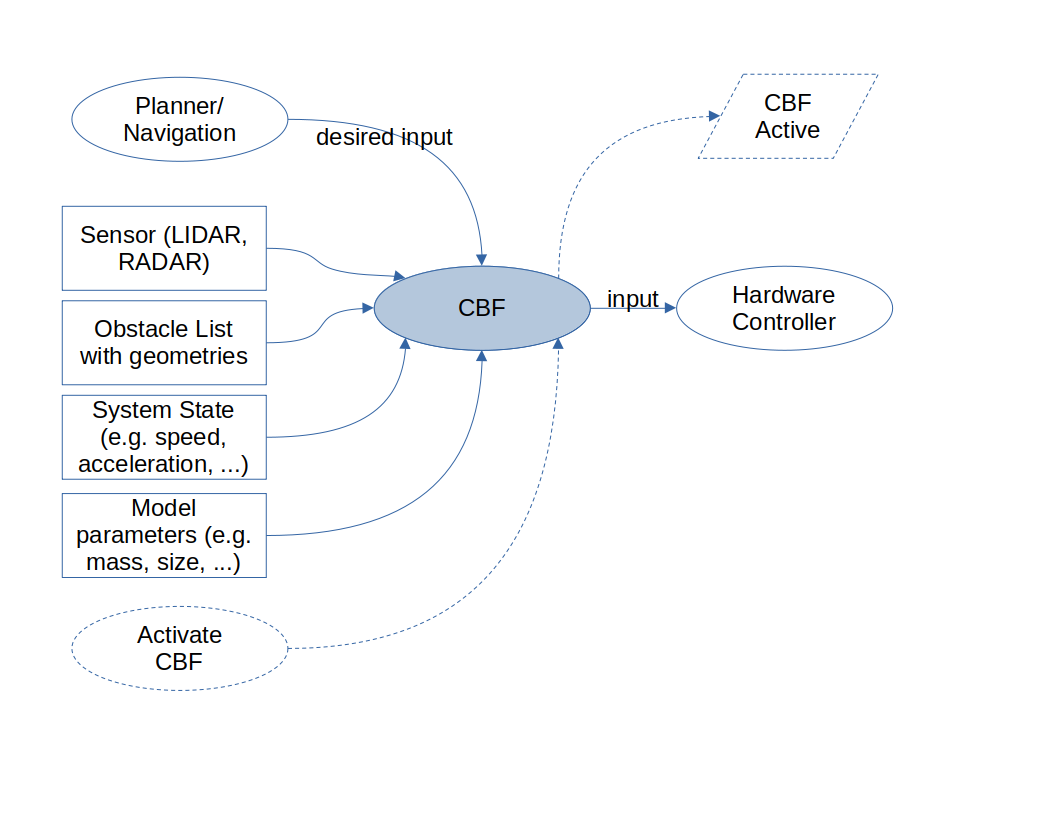 Planner/
Navigation
desired input
CBF
Active
Sensor (LIDAR,
RADAR)
Obstacle List
with geometries
CBF
input
Hardware
Controller
System State
(e.g. speed,
acceleration, ...)
Model
parameters (e.g.
mass, size, ...)
Activate
CBF